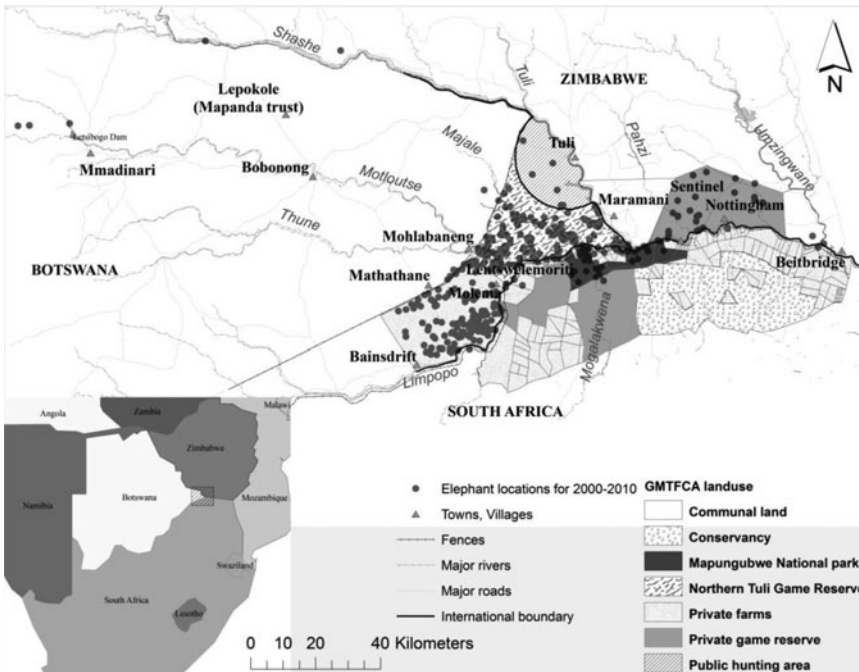 Shashe
Tuli
ZIMBABWE
N
Lepokole
(Mapanda trust)
Majale
Pahzi
Umzingwane
Letsibogo Dam
Tuli
Mmadinari
Bobonong
Motloutse
Sentinel
Nottingham
Maramani
Thune
Mohlabaneng
BOTSWANA
Mathathane
Lentswelemoriti
Beitbridge
Molema
Mogalakwena
Bainsdrift
Limpopo
SOUTH AFRICA
Angola
Zambia
Malawi
Zimbabwe
Namibia
Botswana
Mozambique
Swaziland
South Africa
Lesotho
Elephant locations for 2000-2010
Towns, Villages
Fences
Major rivers
Major roads
International boundary
0 10 20 40 Kilometers
GMTFCA landuse
Communal land
Conservancy
Mapungubwe National park
Northern Tuli Game Reserve
Private farms
Private game reserve
Public hunting area